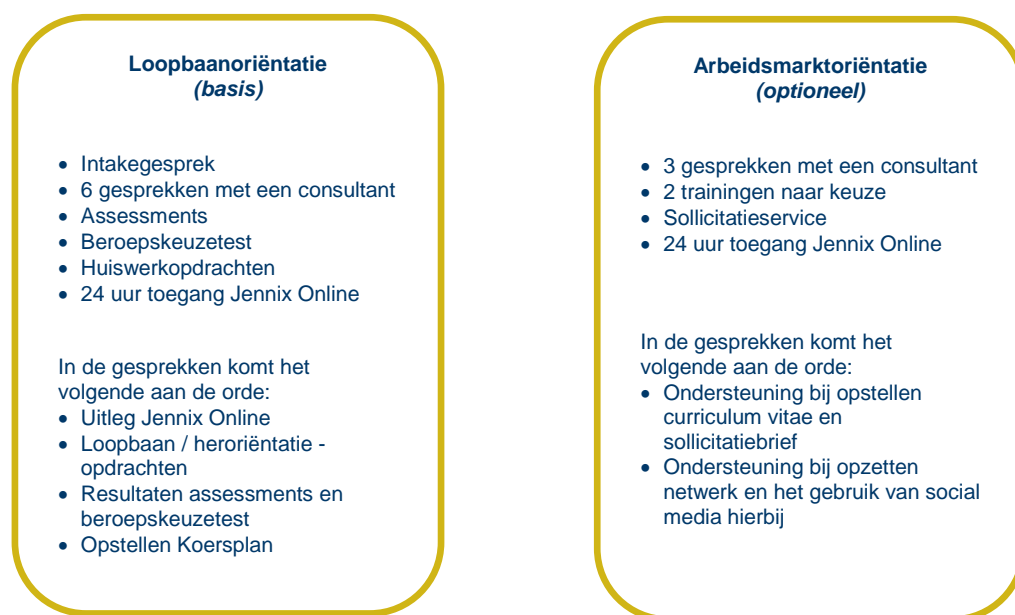 Loopbaanoriëntatie
(basis)
• Intakegesprek
• 6 gesprekken met een consultant
• Assessments
• Beroepskeuzetest
• Huiswerkopdrachten
• 24 uur toegang Jennix Online
In de gesprekken komt het
volgende aan de orde:
• Uitleg Jennix Online
• Loopbaan / heroriëntatie -
opdrachten
• Resultaten assessments en
beroepskeuzetest
• Opstellen Koersplan
Arbeidsmarktoriëntatie
(optioneel)
• 3 gesprekken met een consultant
• 2 trainingen naar keuze
• Sollicitatieservice
• 24 uur toegang Jennix Online
In de gesprekken komt het
volgende aan de orde:
• Ondersteuning bij opstellen
curriculum vitae en
sollicitatiebrief
• Ondersteuning bij opzetten
netwerk en het gebruik van social
media hierbij